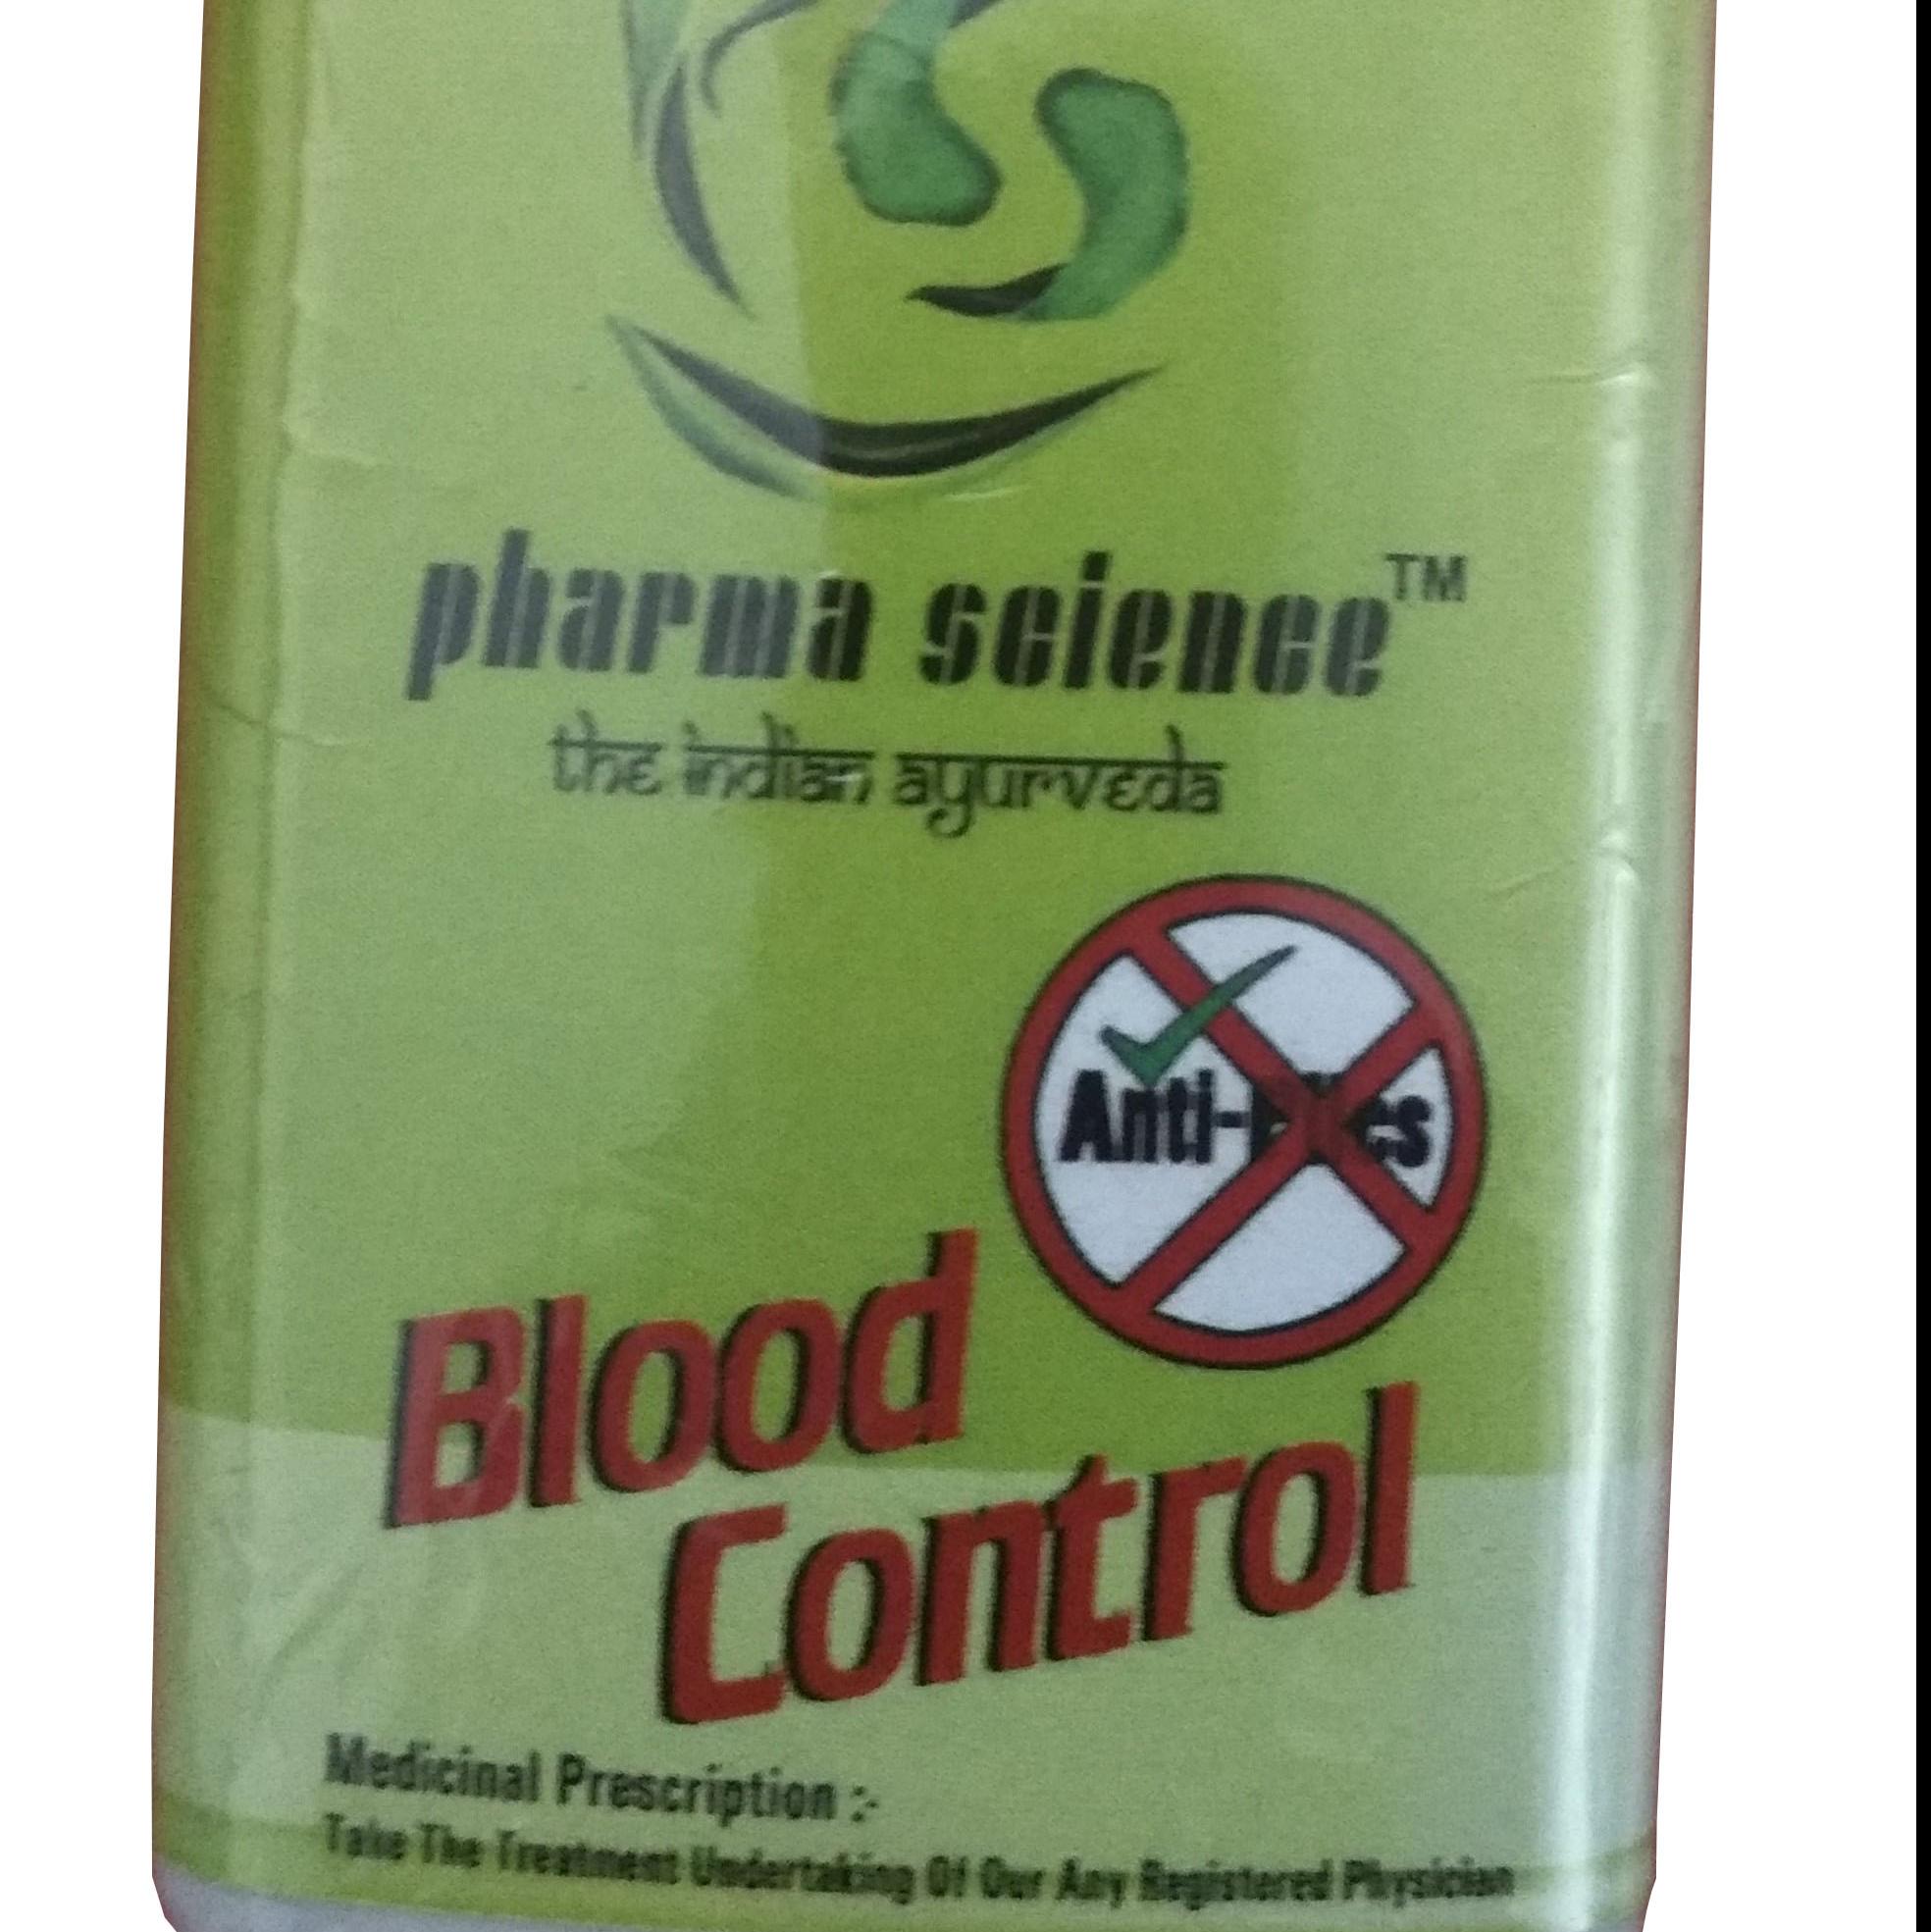 pharma science™
the indian ayurveda
Anti-
Blood
Control
Medicinal Prescription :-
Take The Treatment Undertaking Of Our Any Registered Physician